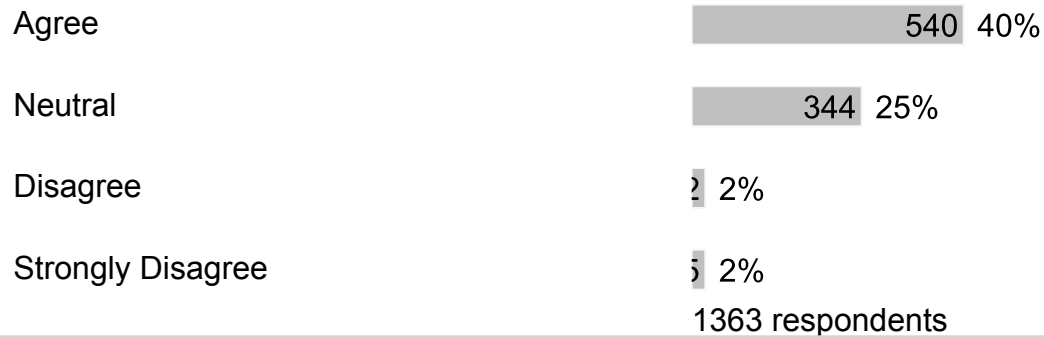 Agree 540 40%
Neutral 344 25%
Disagree 2%
Strongly Disagree 2%
1363 respondents